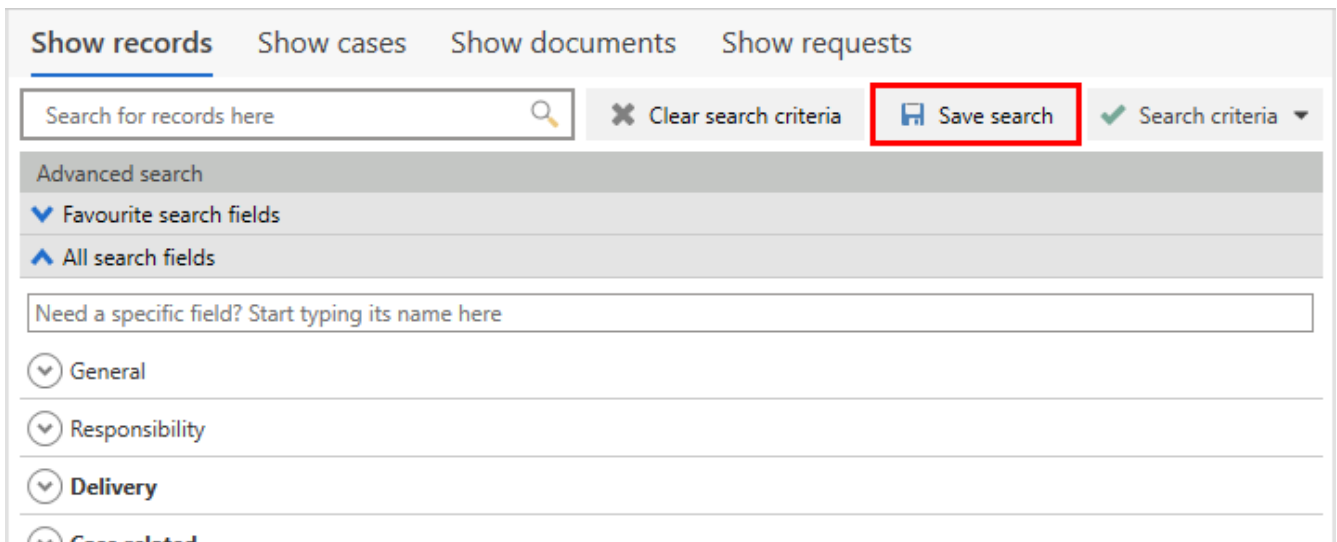 Show records Show cases Show documents Show requests
Search for records here Clear search criteria Save search Search criteria
Advanced search
Favourite search fields
All search fields
Need a specific field? Start typing its name here
General
Responsibility
Delivery
Case related